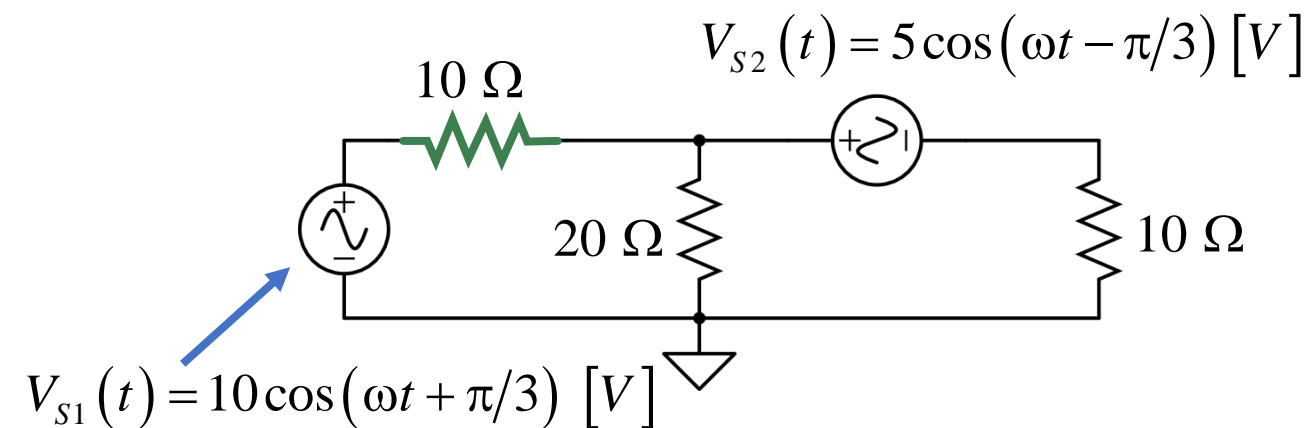 V_{S2}(t) = 5cos(ωt − π/3) [V]
10 Ω
+
−
+
−
20 Ω
10 Ω
V_{S1}(t) = 10cos(ωt + π/3) [V]